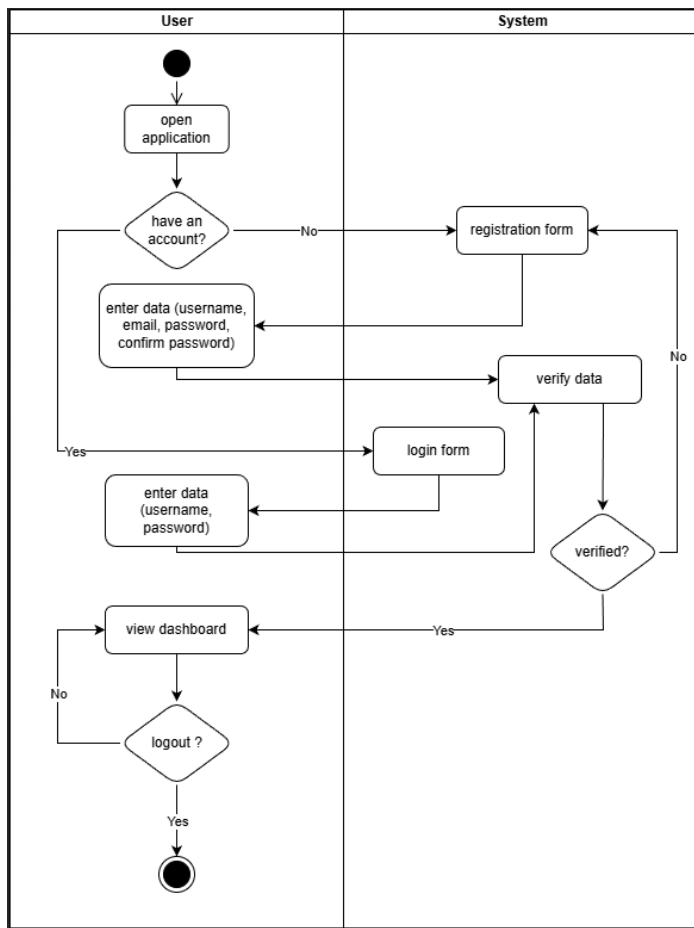 User
System
open
application
have an
account?
No
registration form
enter data (username,
email, password,
confirm password)
No
verify data
Yes
login form
enter data
(username,
password)
verified?
view dashboard
Yes
No
logout ?
Yes